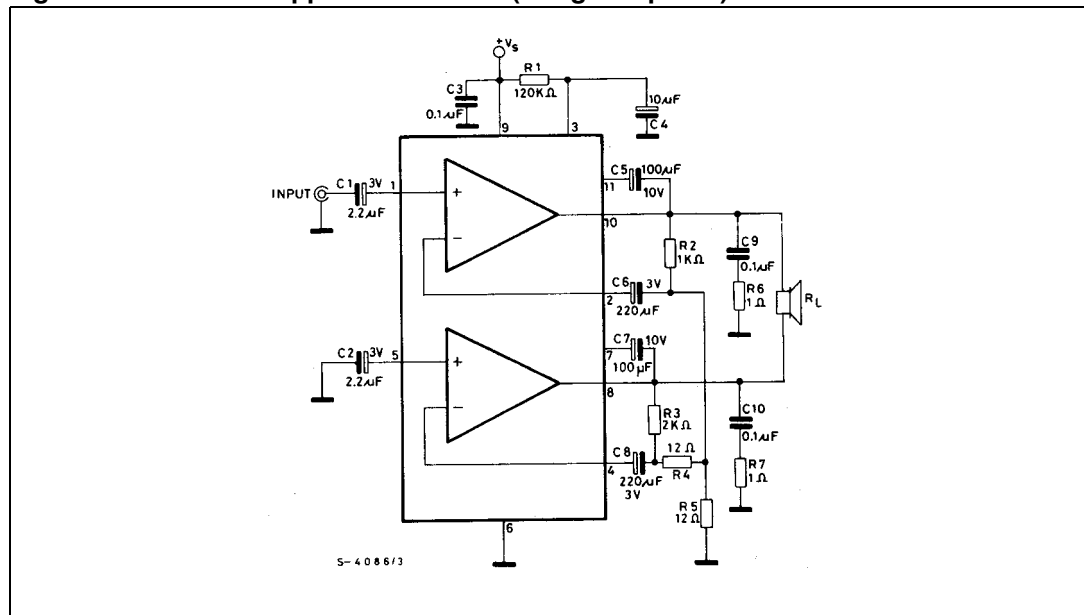 +Vs
R1
120KΩ
C3
0.1µF
10µF
C4
9
3
C5
100µF
10V
11
C1
3V
1
INPUT
2.2µF
+
10
−
R2
1KΩ
C9
0.1µF
C6
3V
2
220µF
R6
1Ω
RL
C7
10V
7
100µF
C2
3V
5
2.2µF
+
8
−
R3
2KΩ
C10
0.1µF
12Ω
C8
R4
4
220µF
3V
R7
1Ω
R5
12Ω
6
S-4086/3